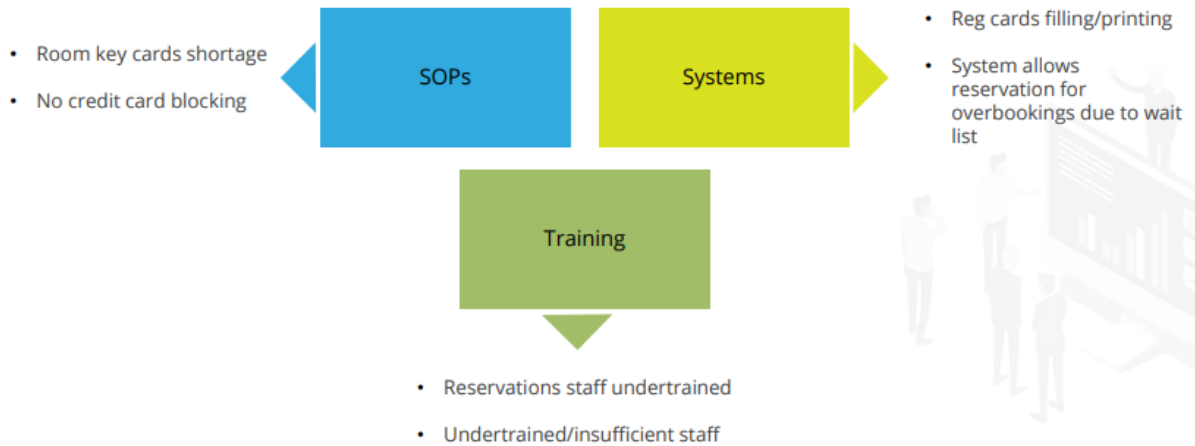 • Room key cards shortage
• No credit card blocking
SOPs
Systems
• Reg cards filling/printing
• System allows
reservation for
overbookings due to wait
list
Training
• Reservations staff undertrained
• Undertrained/insufficient staff